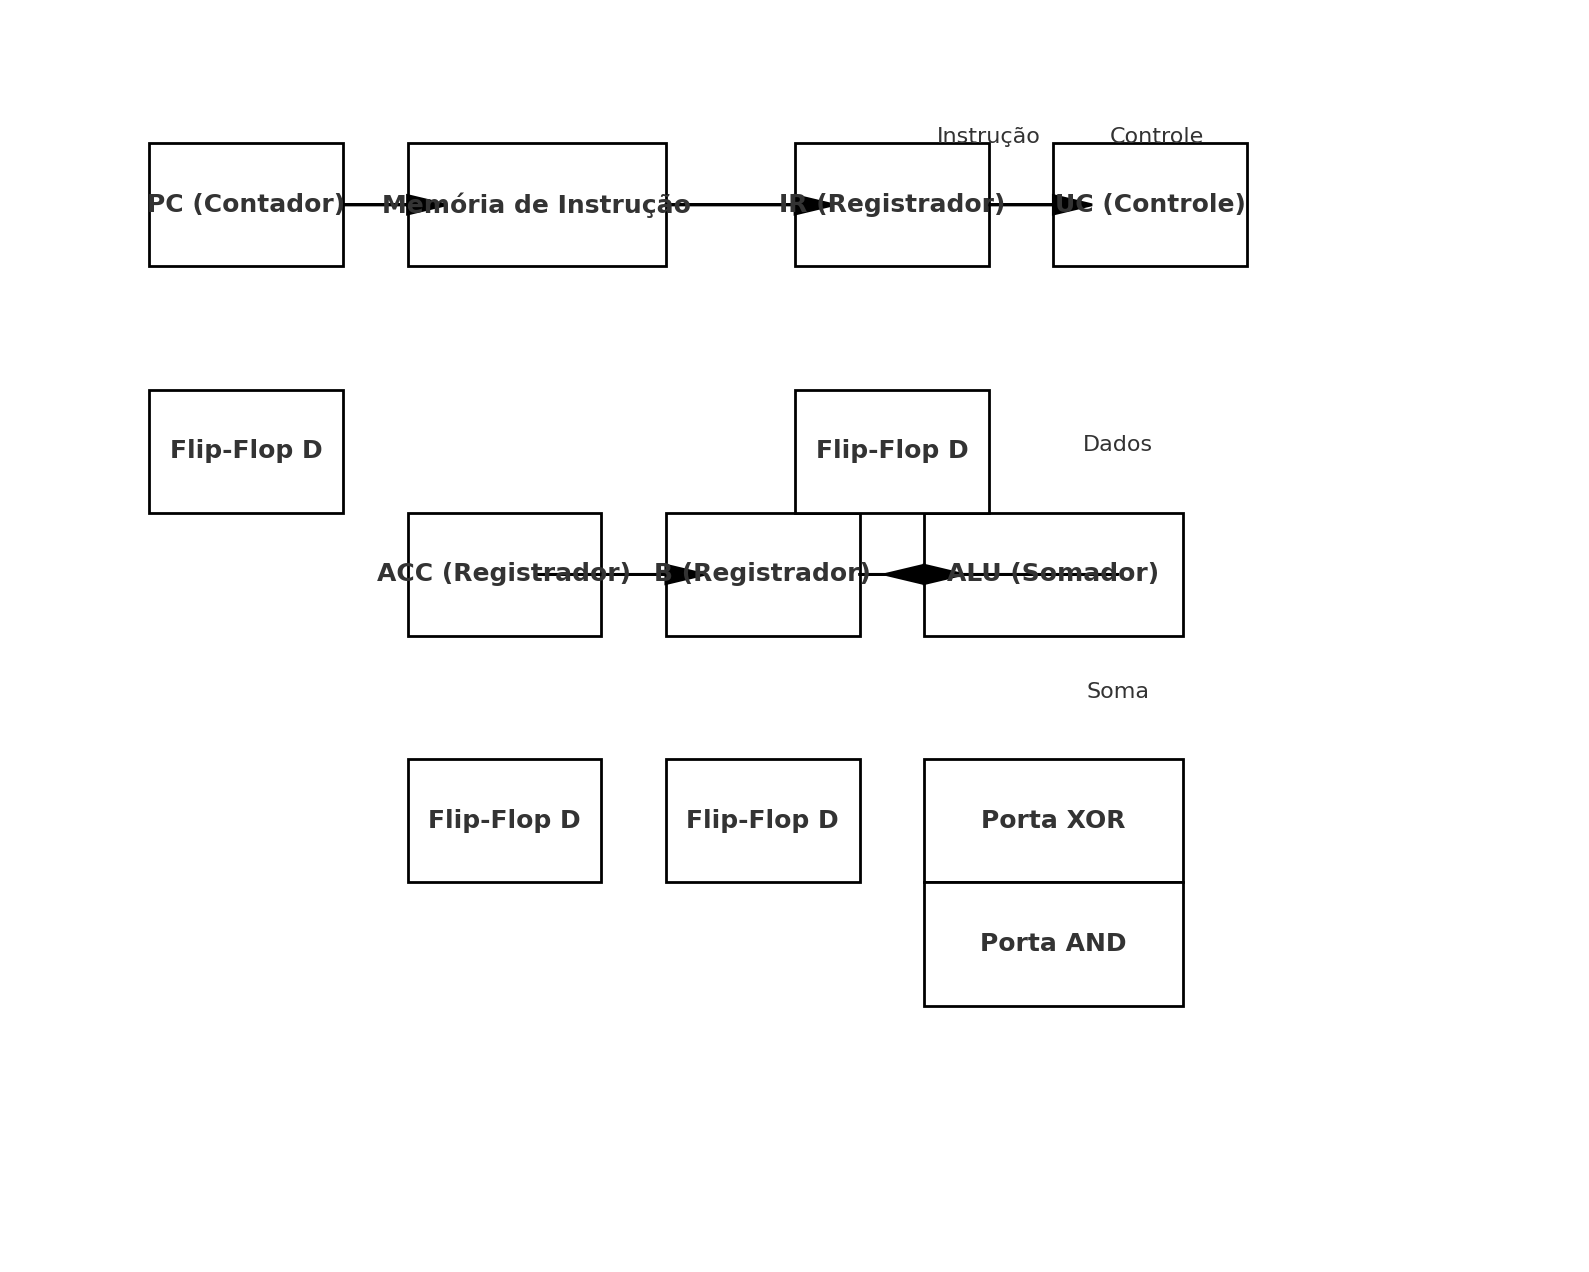 Instrução
Controle
PC (Contador)
Memória de Instrução
IR (Registrador)
UC (Controle)
Flip-Flop D
Flip-Flop D
Dados
ACC (Registrador)
B (Registrador)
ALU (Somador)
Soma
Flip-Flop D
Flip-Flop D
Porta XOR
Porta AND